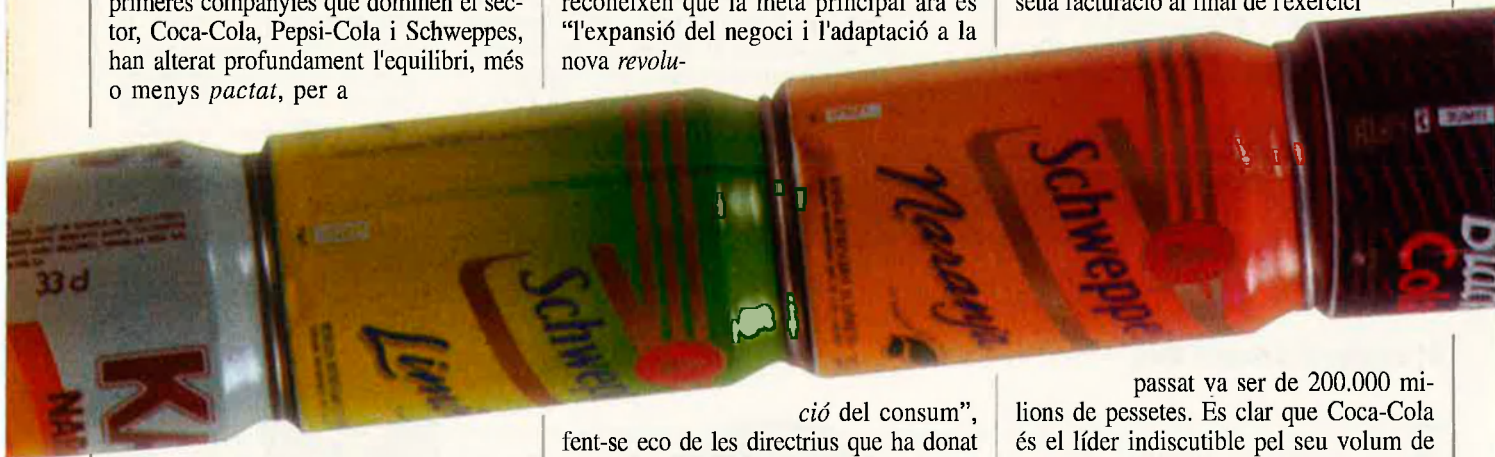 primeres companyies que dominen el sec-
tor, Coca-Cola, Pepsi-Cola i Schweppes,
han alterat profundament l'equilibri, més
o menys pactat, per a
reconeixen que la meta principal ara és
“l'expansió del negoci i l'adaptació a la
nova revolu-
ció del consum”,
fent-se eco de les directrius que ha donat
seua facturació al final de l'exercici
passat va ser de 200.000 mi-
lions de pessetes. Es clar que Coca-Cola
és el líder indiscutible pel seu volum de
33 cl
Schweppes
Naranja
Schweppes